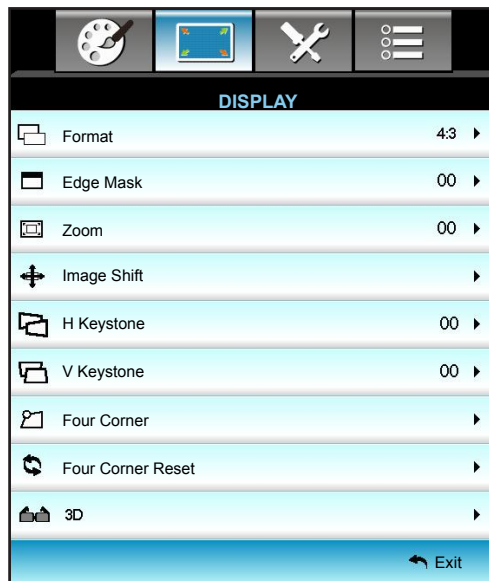 DISPLAY
Format 4:3
Edge Mask 00
Zoom 00
Image Shift
H Keystone 00
V Keystone 00
Four Corner
Four Corner Reset
3D
Exit